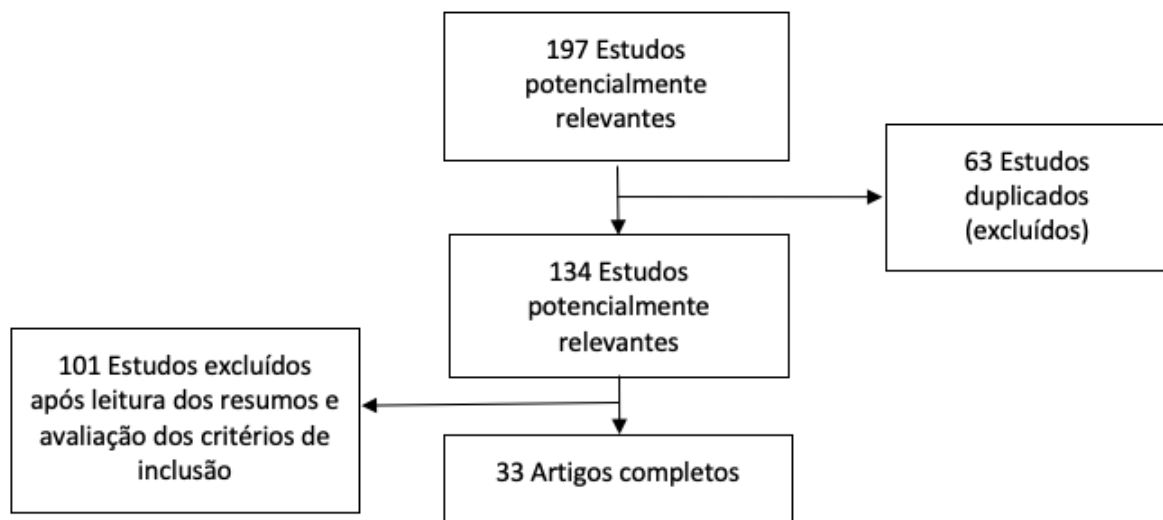 197 Estudos
potencialmente
relevantes
63 Estudos
duplicados
(excluídos)
134 Estudos
potencialmente
relevantes
101 Estudos excluídos
após leitura dos resumos e
avaliação dos critérios de
inclusão
33 Artigos completos